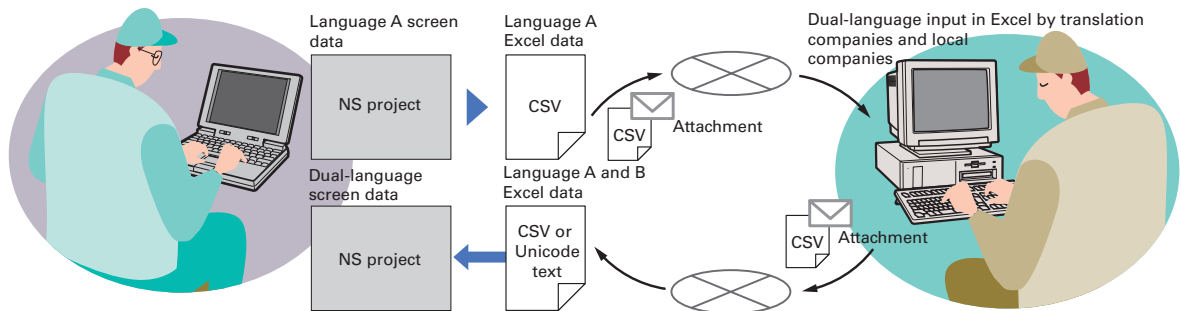 Language A screen
data
NS project
Language A
Excel data
CSV
CSV
Attachment
Dual-language input in Excel by translation
companies and local
companies
Dual-language
screen data
NS project
Language A and B
Excel data
CSV or
Unicode
text
CSV
Attachment